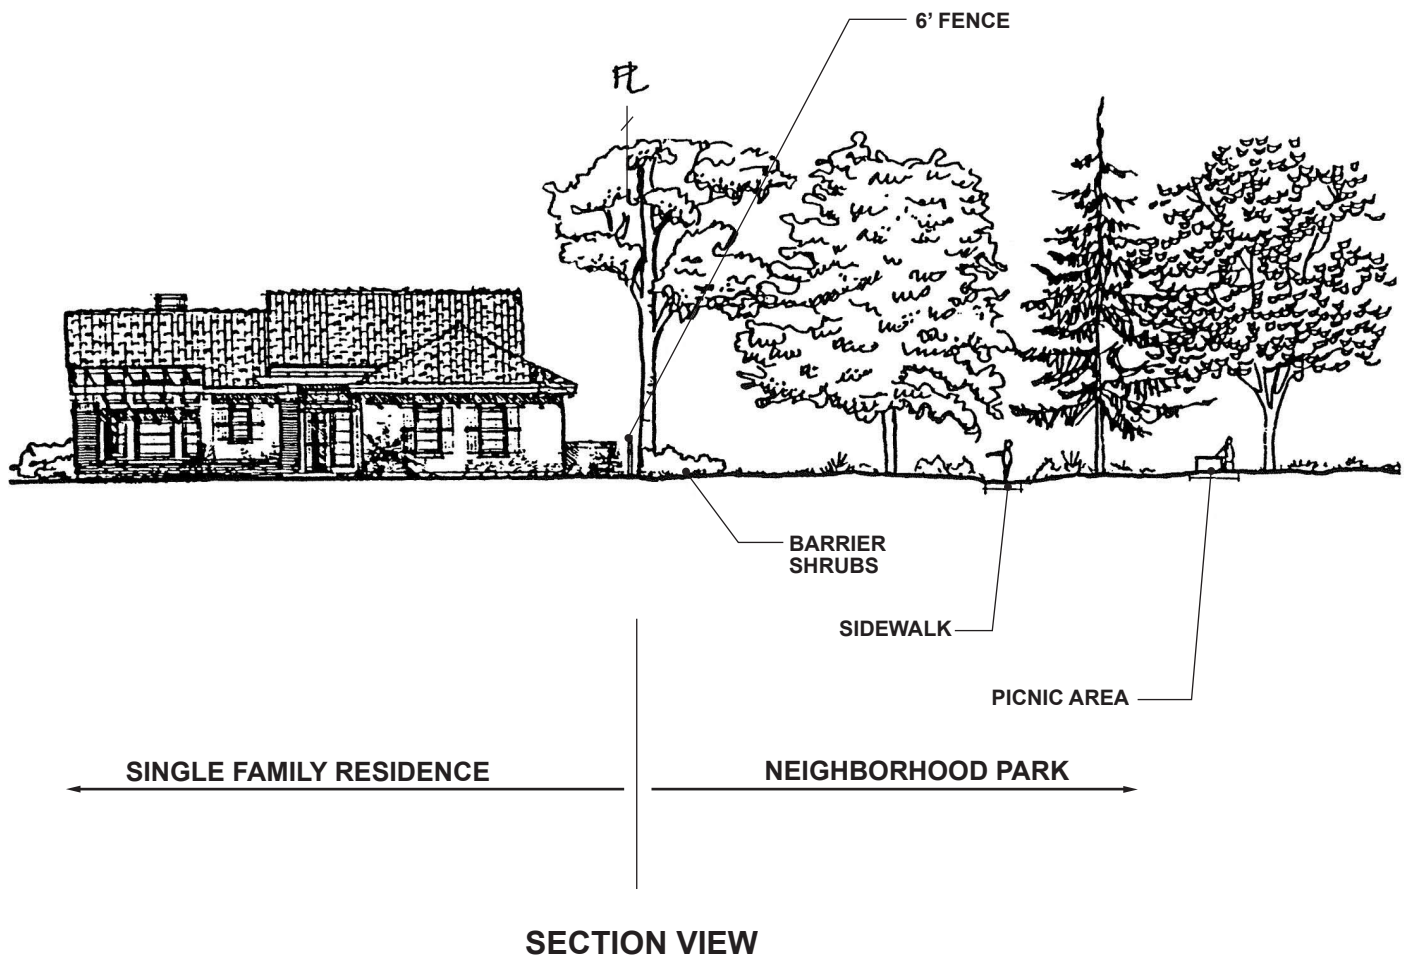 6’ FENCE
PL
BARRIER
SHRUBS
SIDEWALK
PICNIC AREA
SINGLE FAMILY RESIDENCE
NEIGHBORHOOD PARK
SECTION VIEW